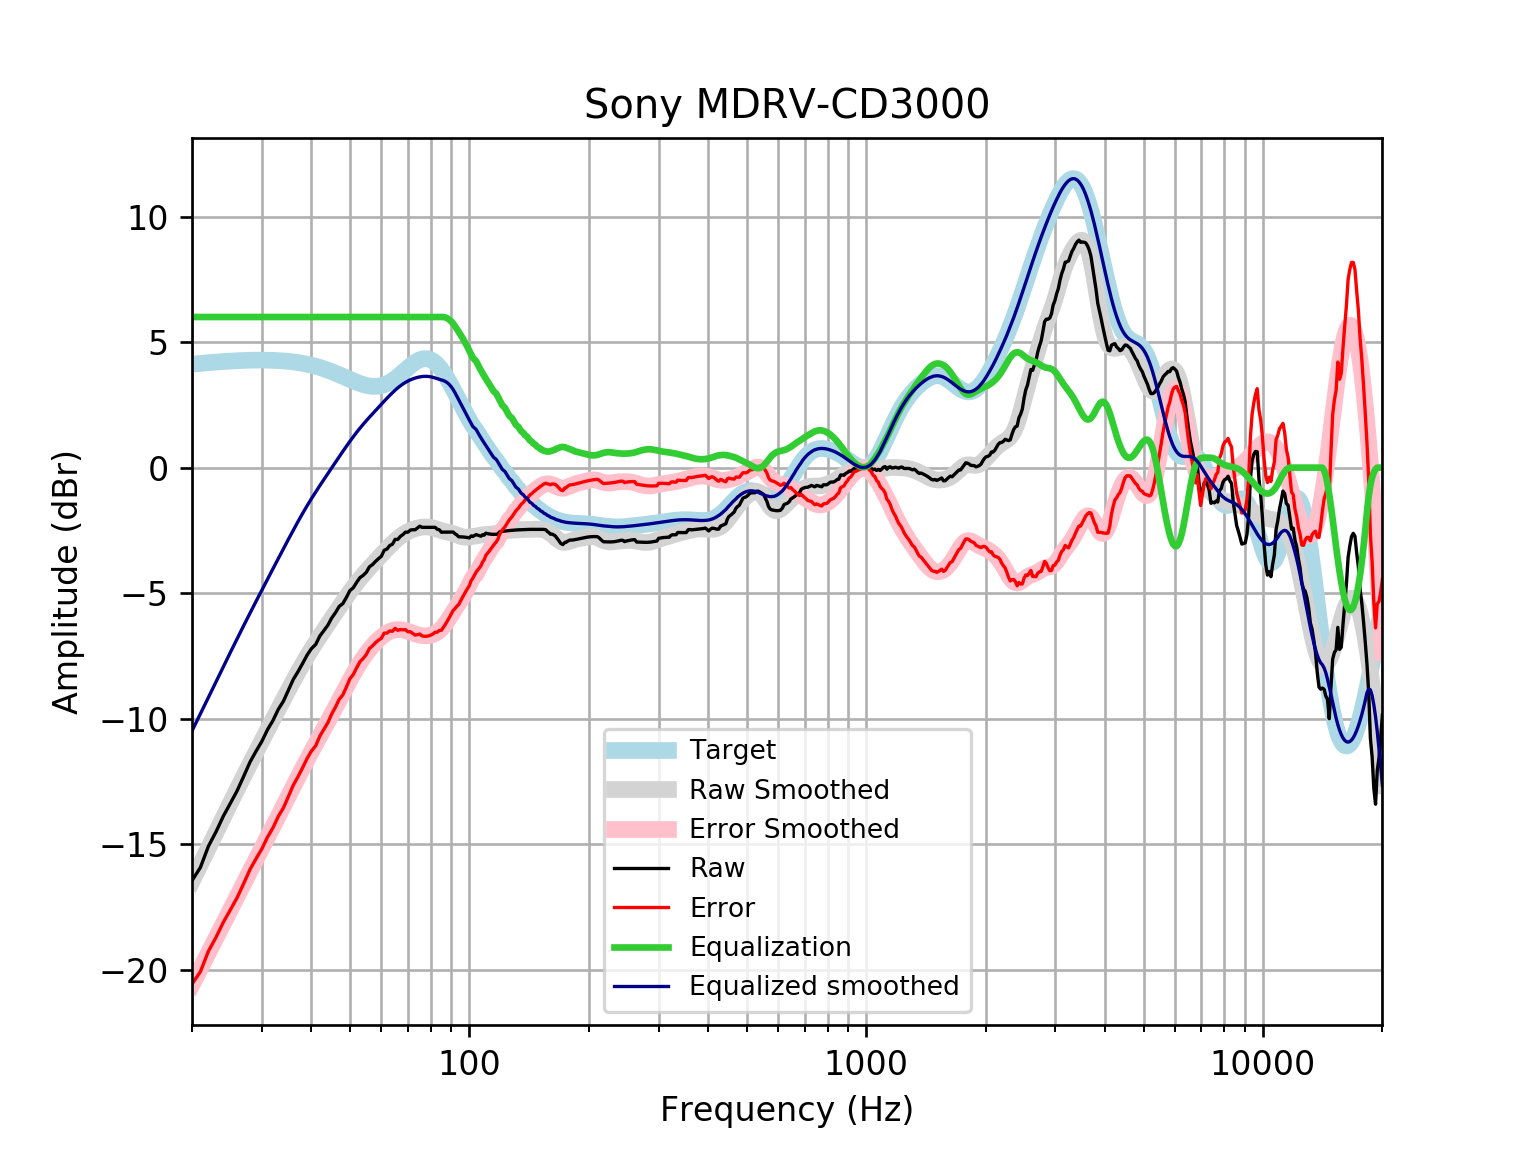 Sony MDRV-CD3000
Amplitude (dBr)
10
5
0
−5
−10
−15
−20
Target
Raw Smoothed
Error Smoothed
Raw
Error
Equalization
Equalized smoothed
100
1000
10000
Frequency (Hz)